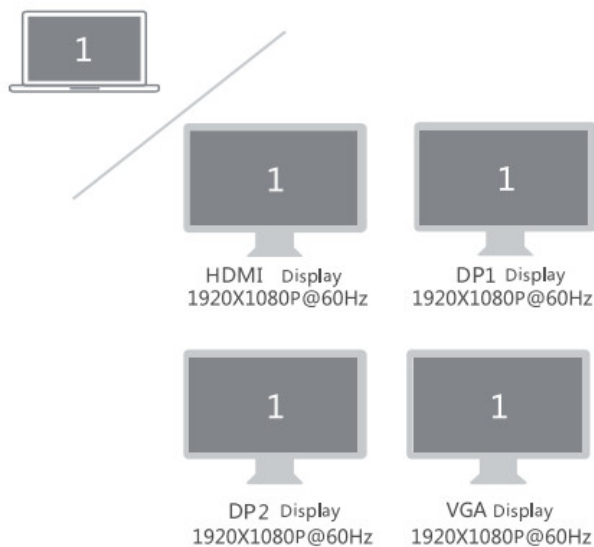 1
1
1
HDMI Display
1920X1080P@60Hz
DP1 Display
1920X1080P@60Hz
1
1
DP2 Display
1920X1080P@60Hz
VGA Display
1920X1080P@60Hz